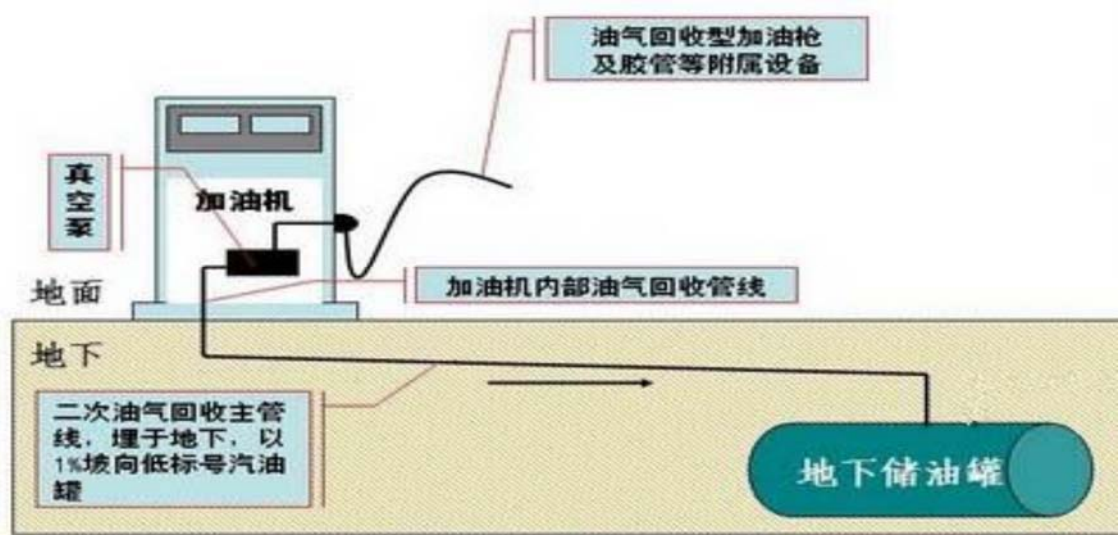 油气回收型加油枪
及胶管等附属设备
真
空
泵
加油机
地面
加油机内部油气回收管线
地下
二次油气回收主管
线，埋于地下，以
1%坡向低标号汽油
罐
地下储油罐